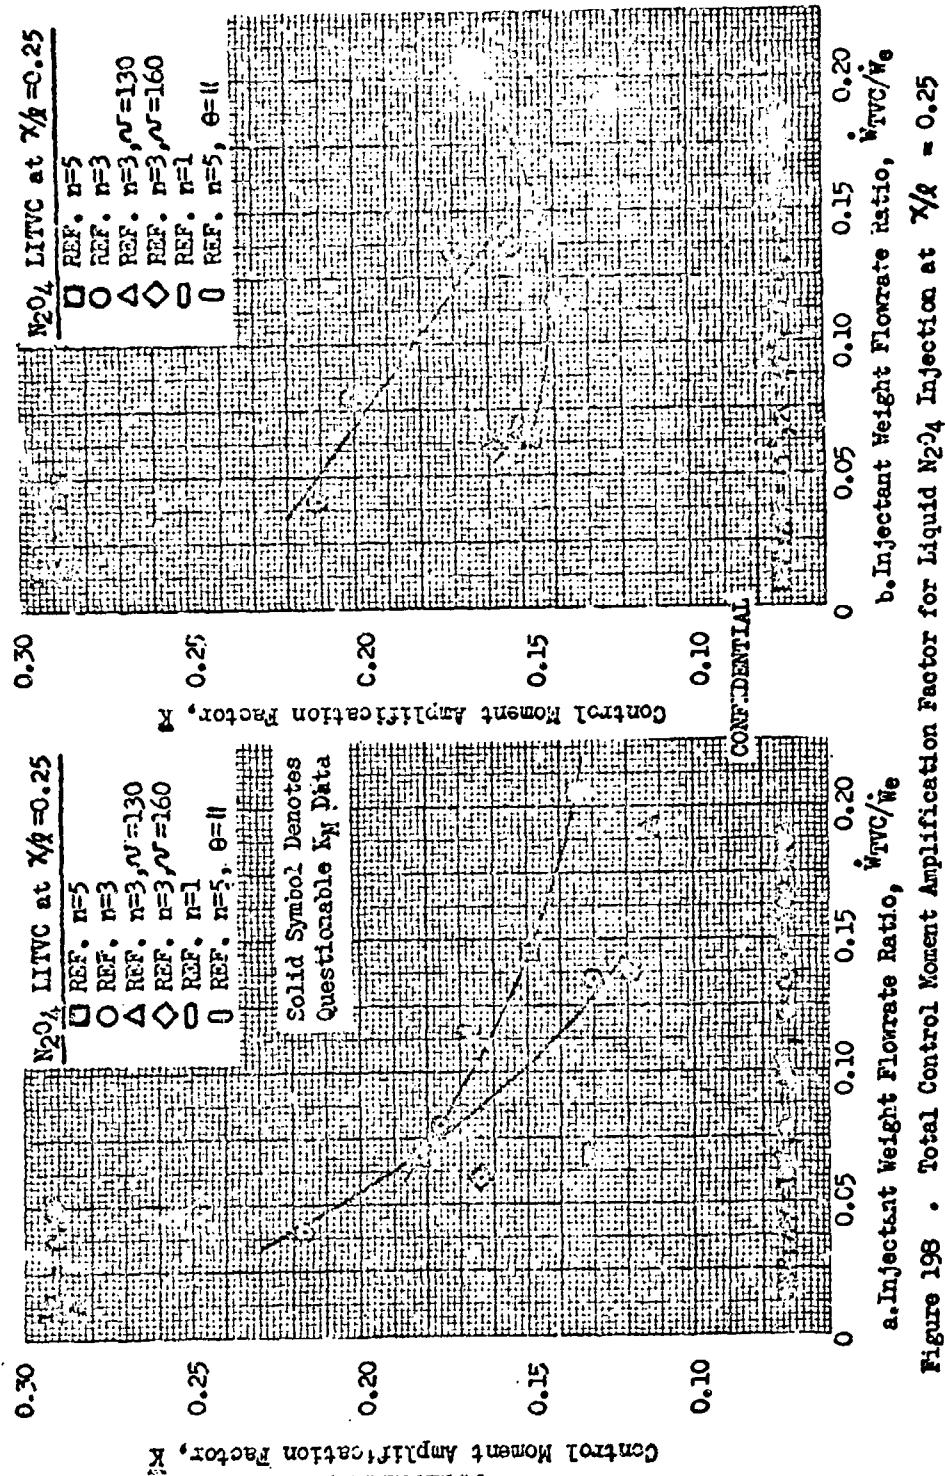 N2O4 LITVC at x/ℓ=0.25
REF. n=5
REF. n=3
REF. n=3, v=130
REF. n=3, v=160
REF. n=1
REF. n=5, θ=11
Solid Symbol Denotes
Questionable KM Data
0.30
0.25
0.20
0.15
0.10
Control Moment Amplification Factor, K
0
0.05
0.10
0.15
0.20
a.Injectant Weight Flowrate Ratio, ẆTVC/Ẇe
N2O4 LITVC at x/ℓ=0.25
REF. n=5
REF. n=3
REF. n=3, v=130
REF. n=3, v=160
REF. n=1
REF. n=5, θ=11
0.30
0.25
0.20
0.15
0.10
Control Moment Amplification Factor, K
CONFIDENTIAL
0
0.05
0.10
0.15
0.20
b.Injectant Weight Flowrate Ratio, ẆTVC/Ẇe
Figure 198 . Total Control Moment Amplification Factor for Liquid N2O4 Injection at x/ℓ = 0.25